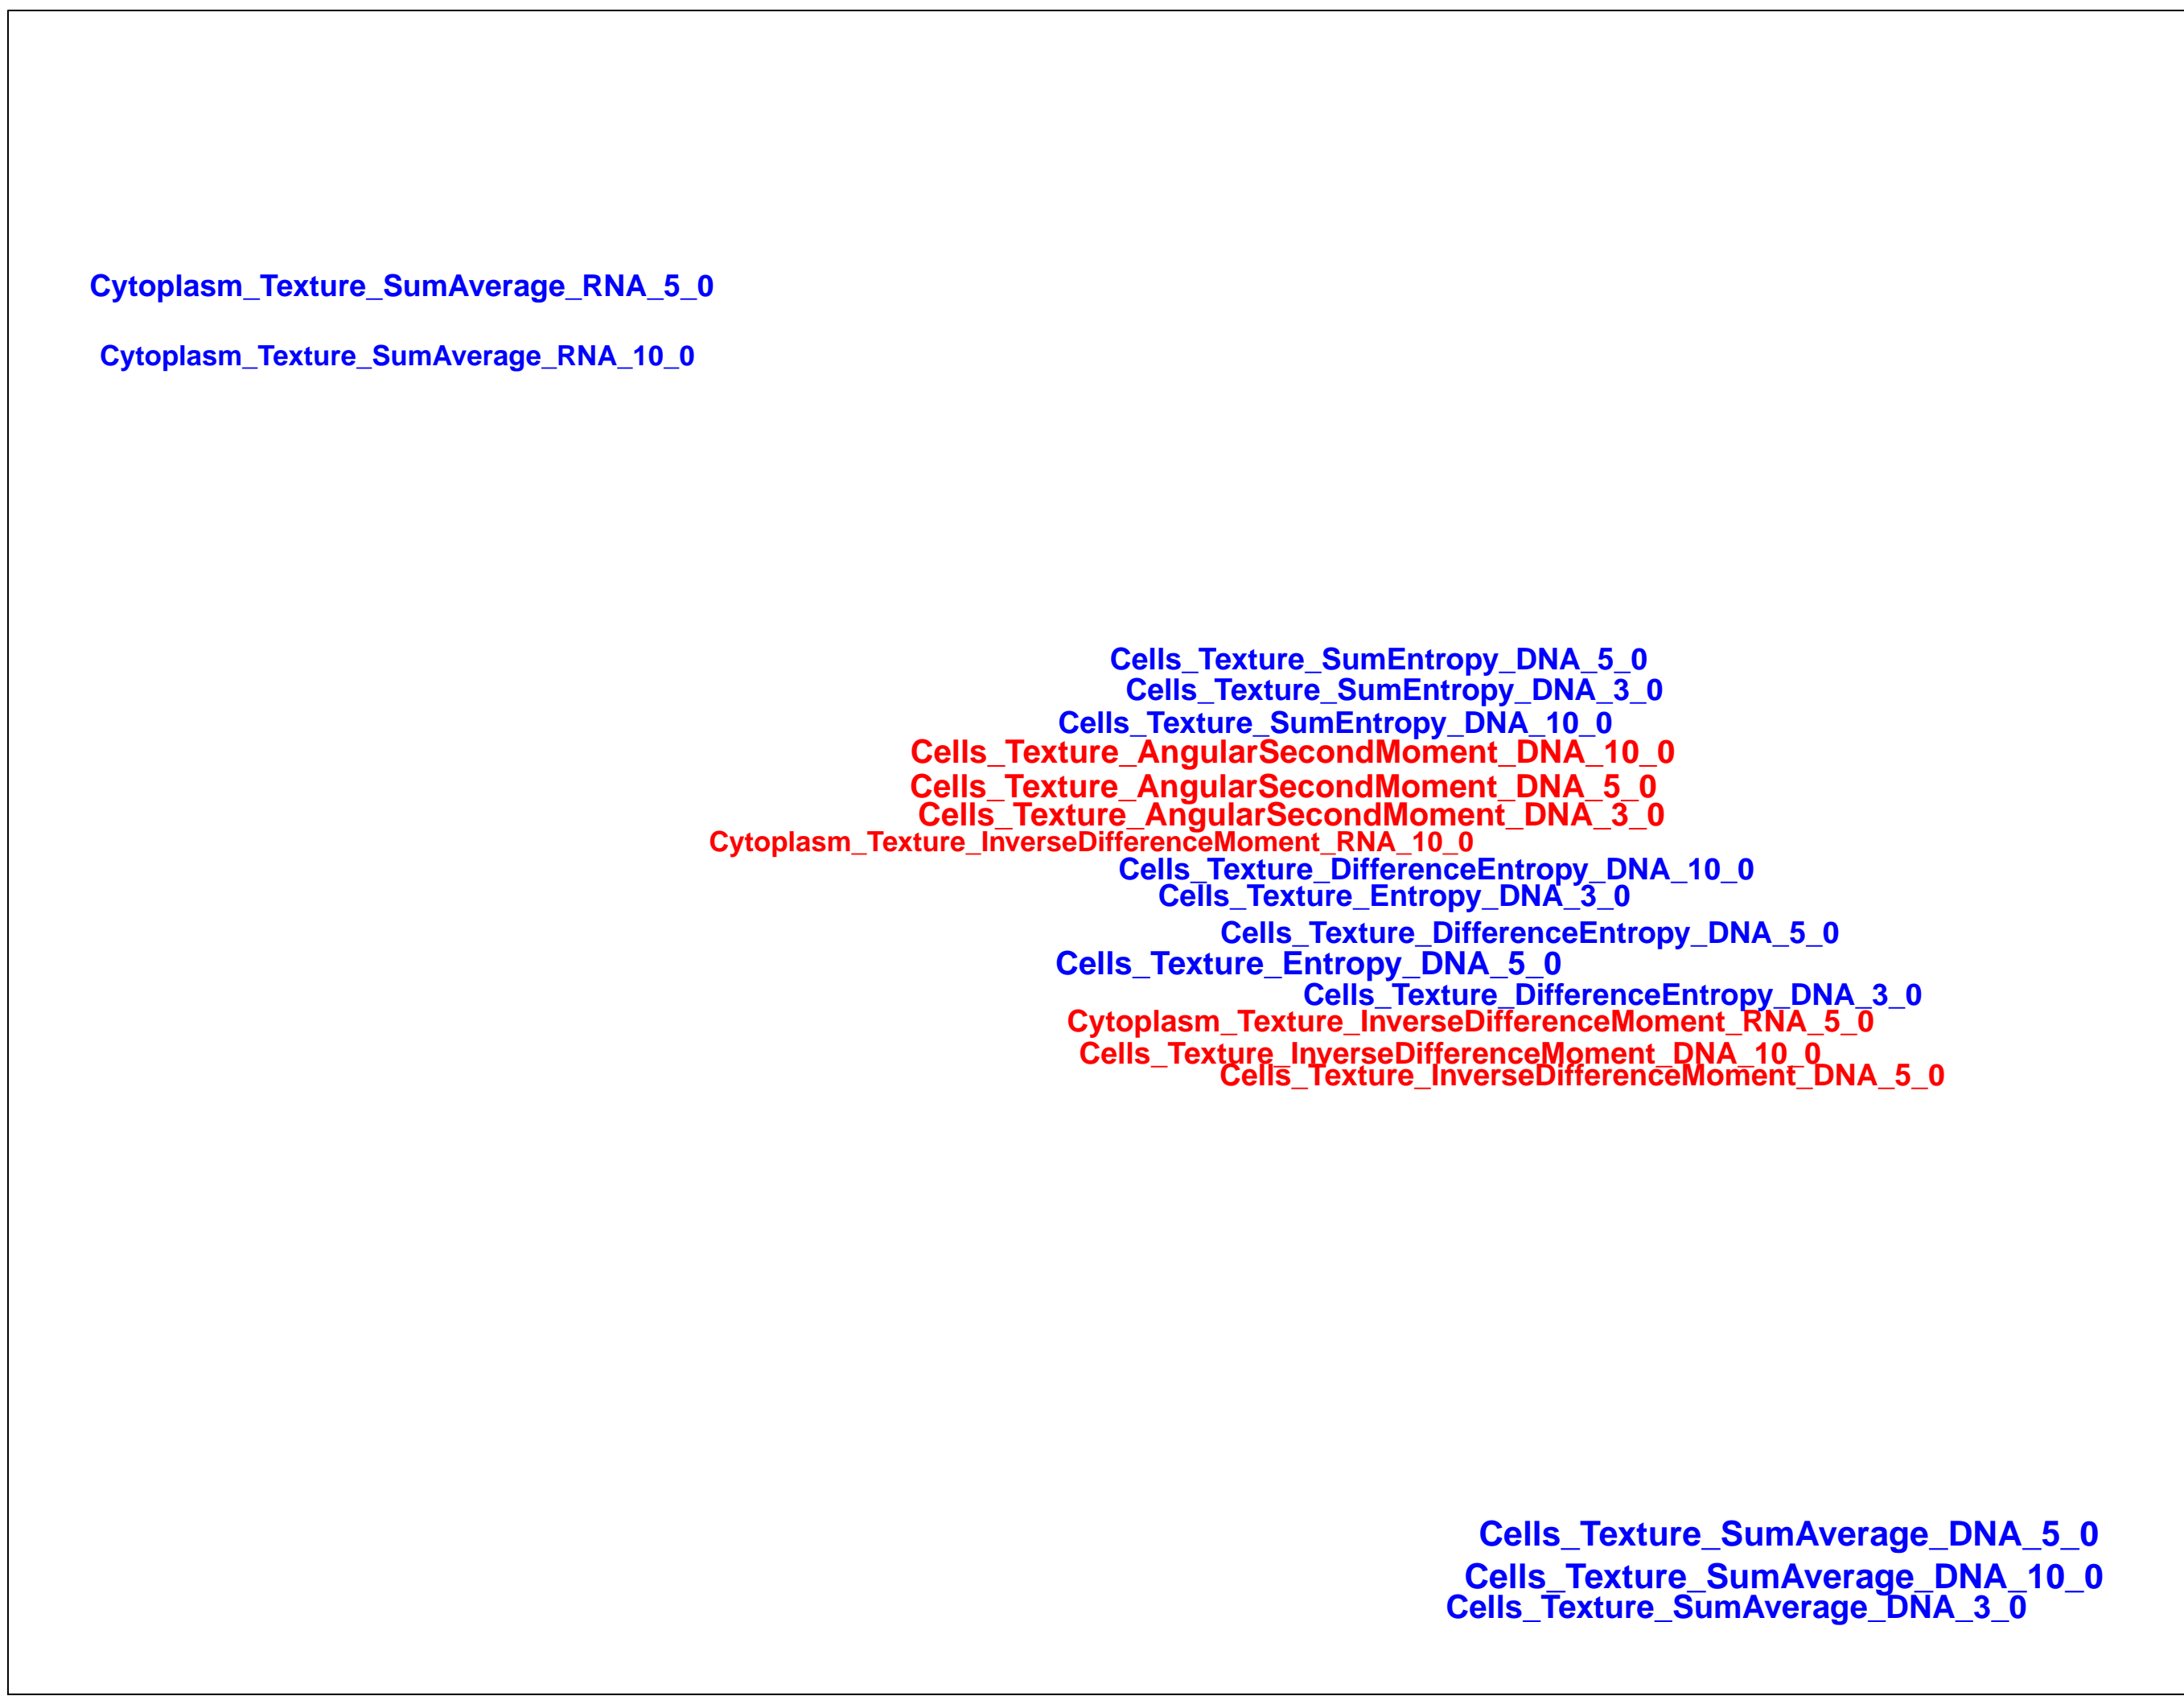 Cytoplasm_Texture_SumAverage_RNA_5_0
Cytoplasm_Texture_SumAverage_RNA_10_0
Cells_Texture_SumEntropy_DNA_5_0
Cells_Texture_SumEntropy_DNA_3_0
Cells_Texture_SumEntropy_DNA_10_0
Cells_Texture_AngularSecondMoment_DNA_10_0
Cells_Texture_AngularSecondMoment_DNA_5_0
Cells_Texture_AngularSecondMoment_DNA_3_0
Cytoplasm_Texture_InverseDifferenceMoment_RNA_10_0
Cells_Texture_DifferenceEntropy_DNA_10_0
Cells_Texture_Entropy_DNA_3_0
Cells_Texture_DifferenceEntropy_DNA_5_0
Cells_Texture_Entropy_DNA_5_0
Cells_Texture_DifferenceEntropy_DNA_3_0
Cytoplasm_Texture_InverseDifferenceMoment_RNA_5_0
Cells_Texture_InverseDifferenceMoment_DNA_10_0
Cells_Texture_InverseDifferenceMoment_DNA_5_0
Cells_Texture_SumAverage_DNA_5_0
Cells_Texture_SumAverage_DNA_10_0
Cells_Texture_SumAverage_DNA_3_0